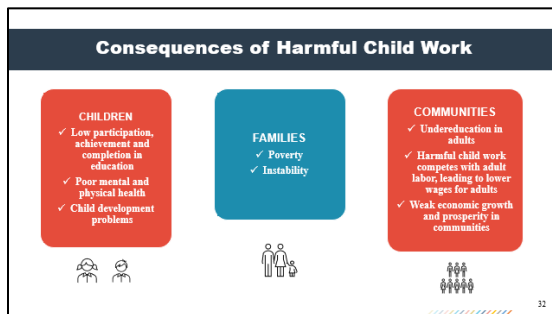 Consequences of Harmful Child Work
CHILDREN
✓ Low participation,
achievement and
completion in
education
✓ Poor mental and
physical health
✓ Child development
problems
FAMILIES
✓ Poverty
✓ Instability
COMMUNITIES
✓ Undereducation in
adults
✓ Harmful child work
competes with adult
labor, leading to lower
wages for adults
✓ Weak economic growth
and prosperity in
communities
32